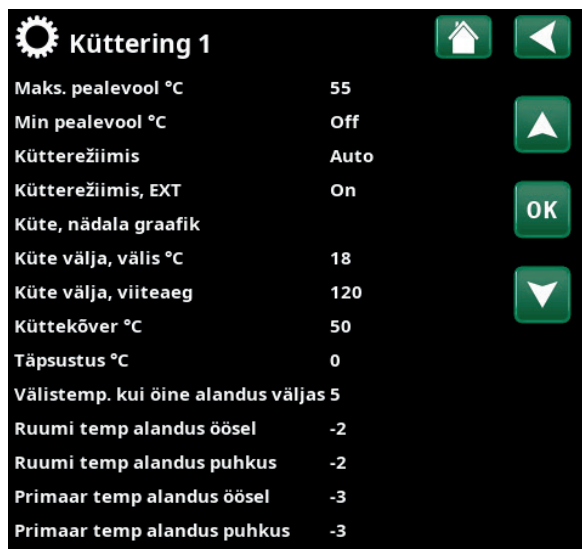 Küttering 1
Maks. pealevool °C 55
Min pealevool °C Off
Kütterežiimis Auto
Kütterežiimis, EXT On
OK
Küte, nädala graafik
Küte välja, välis °C 18
Küte välja, viiteaeg 120
Küttekõver °C 50
Täpsustus °C 0
Välistemp. kui öine alandus väljas 5
Ruumi temp alandus öösel -2
Ruumi temp alandus puhkus -2
Primaar temp alandus öösel -3
Primaar temp alandus puhkus -3